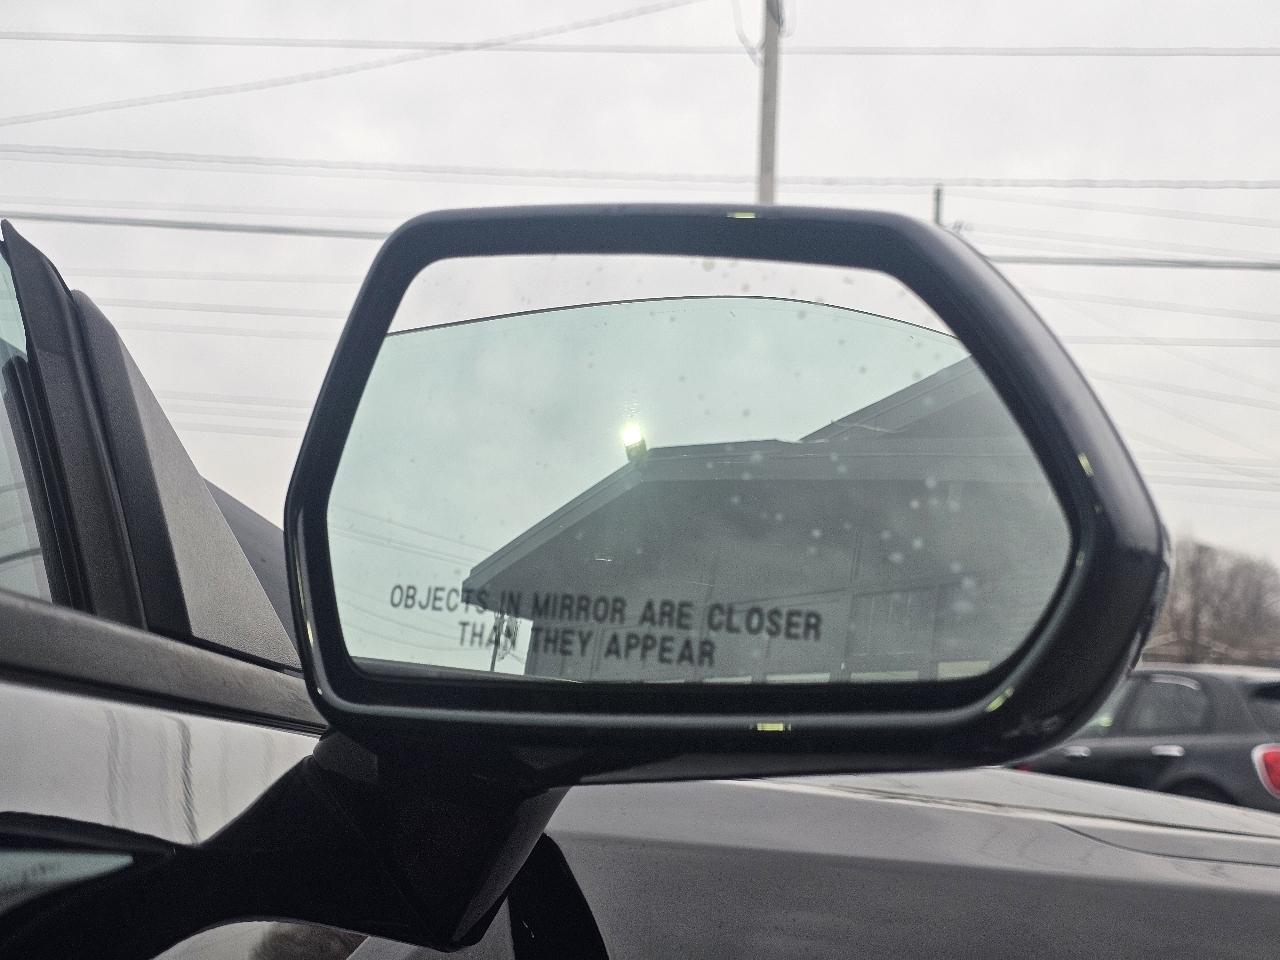 OBJECTS IN MIRROR ARE CLOSER
THAN THEY APPEAR